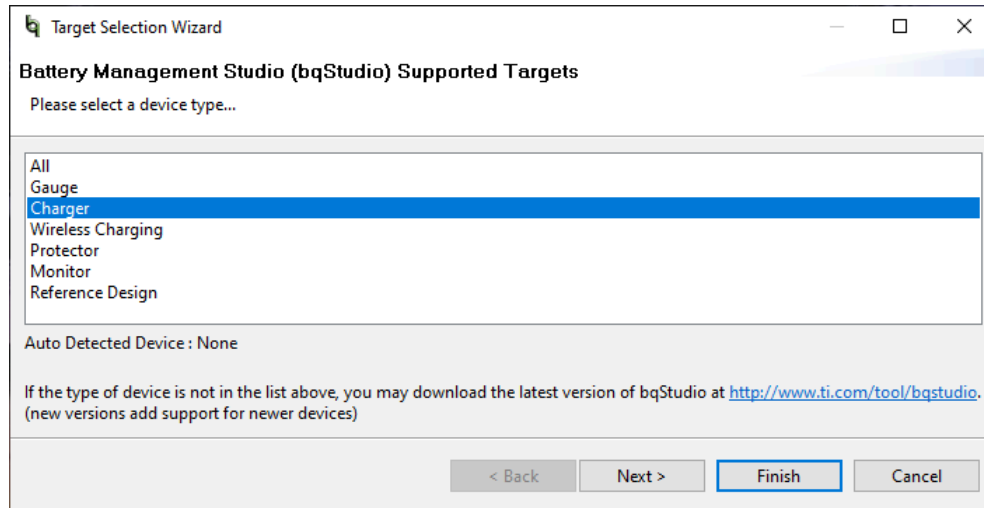 Target Selection Wizard
Battery Management Studio (bqStudio) Supported Targets
Please select a device type...
All
Gauge
Charger
Wireless Charging
Protector
Monitor
Reference Design
Auto Detected Device : None
If the type of device is not in the list above, you may download the latest version of bqStudio at http://www.ti.com/tool/bqstudio.
(new versions add support for newer devices)
< Back Next > Finish Cancel